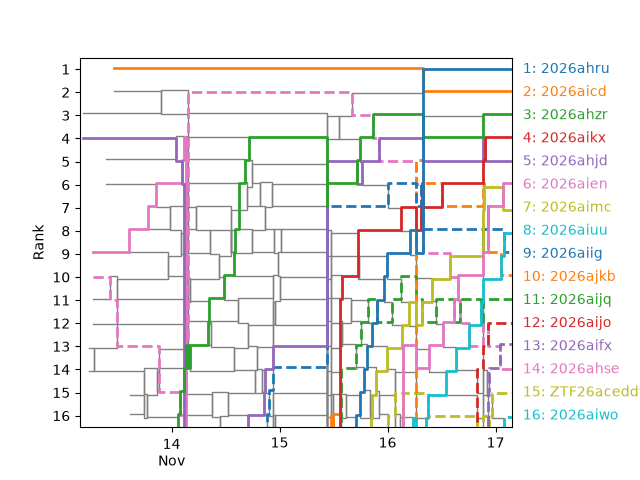 1
2
3
4
5
6
7
8
9
10
11
12
13
14
15
16
Rank
14
15
16
17
Nov
1: 2026ahru
2: 2026aicd
3: 2026ahzr
4: 2026aikx
5: 2026ahjd
6: 2026aien
7: 2026aimc
8: 2026aiuu
9: 2026aiig
10: 2026ajkb
11: 2026aijq
12: 2026aijo
13: 2026aifx
14: 2026ahse
15: ZTF26acedd
16: 2026aiwo